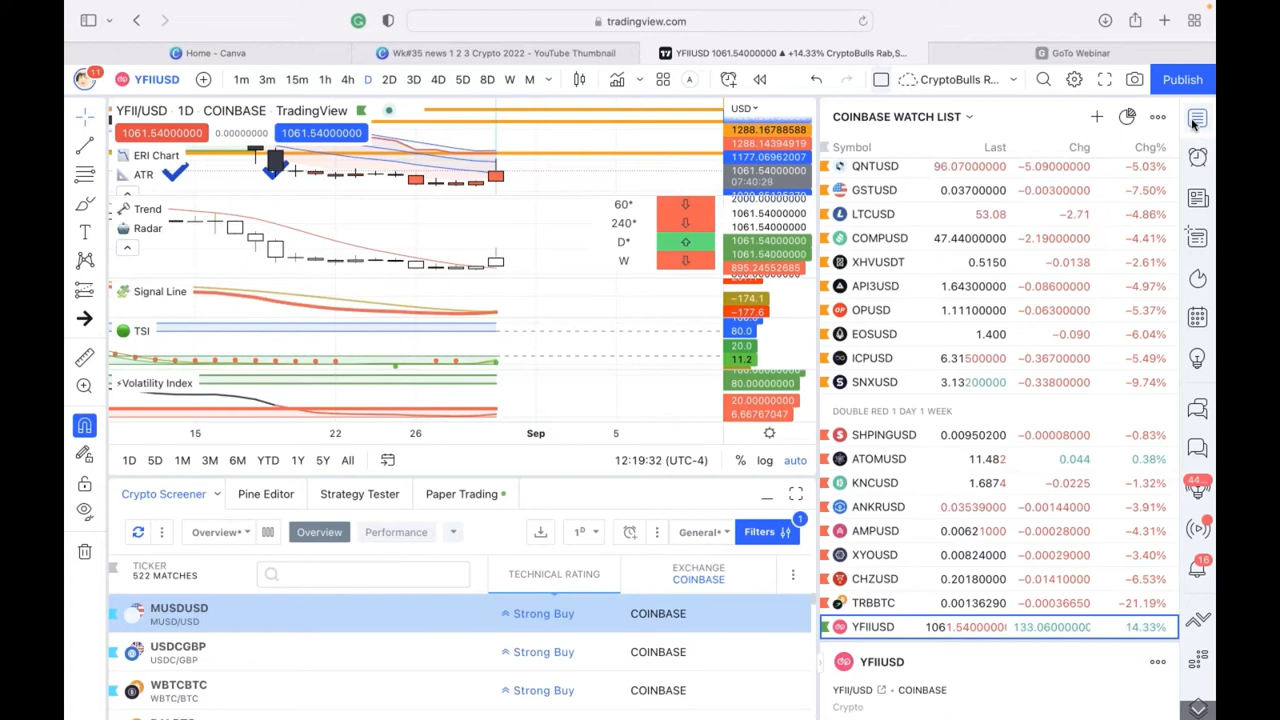 tradingview.com
Home – Canva
Wk#35 news 1 2 3 Crypto 2022 – YouTube Thumbnail
YFIIUSD 1061.54000000 ▲ +14.33% CryptoBulls Rab,S...
GoTo Webinar
11
YFIIUSD
1m 3m 15m 1h 4h D 2D 3D 4D 5D 8D W M
CryptoBulls R...
Publish
YFII/USD · 1D · COINBASE · TradingView
USD
1061.54000000 0.00000000 1061.54000000
ERI Chart
ATR
Trend
Radar
Signal Line
TSI
Volatility Index
60*
240*
D*
W
1288.16788588
1288.14394919
1177.06962007
1061.54000000
07:40:28
2000.00000000
1061.54000000
1061.54000000
1061.54000000
1061.54000000
895.24552685
−174.1
−177.6
80.0
20.0
11.2
80.00000000
20.00000000
6.66767047
15 22 26 Sep 5
1D 5D 1M 3M 6M YTD 1Y 5Y All
12:19:32 (UTC-4) % log auto
Crypto Screener Pine Editor Strategy Tester Paper Trading
Overview* Overview Performance 1D General* Filters 1
TICKER
522 MATCHES
TECHNICAL RATING
EXCHANGE
COINBASE
MUSDUSD
MUSD/USD
Strong Buy COINBASE
USDCGBP
USDC/GBP
Strong Buy COINBASE
WBTCBTC
WBTC/BTC
Strong Buy COINBASE
COINBASE WATCH LIST
Symbol Last Chg Chg%
QNTUSD 96.07000000 −5.09000000 −5.03%
GSTUSD 0.03700000 −0.00300000 −7.50%
LTCUSD 53.08 −2.71 −4.86%
COMPUSD 47.44000000 −2.19000000 −4.41%
XHVUSDT 0.5150 −0.0138 −2.61%
API3USD 1.64300000 −0.08600000 −4.97%
OPUSD 1.11100000 −0.06300000 −5.37%
EOSUSD 1.400 −0.090 −6.04%
ICPUSD 6.31500000 −0.36700000 −5.49%
SNXUSD 3.13200000 −0.33800000 −9.74%
DOUBLE RED 1 DAY 1 WEEK
SHPINGUSD 0.00950200 −0.00008000 −0.83%
ATOMUSD 11.482 0.044 0.38%
KNCUSD 1.6874 −0.0225 −1.32%
ANKRUSD 0.03539000 −0.00144000 −3.91%
AMPUSD 0.00621000 −0.00028000 −4.31%
XYOUSD 0.00824000 −0.00029000 −3.40%
CHZUSD 0.20180000 −0.01410000 −6.53%
TRBBTC 0.00136290 −0.00036650 −21.19%
YFIIUSD 1061.54000000 133.06000000 14.33%
YFIIUSD
YFII/USD · COINBASE
Crypto
44...
16